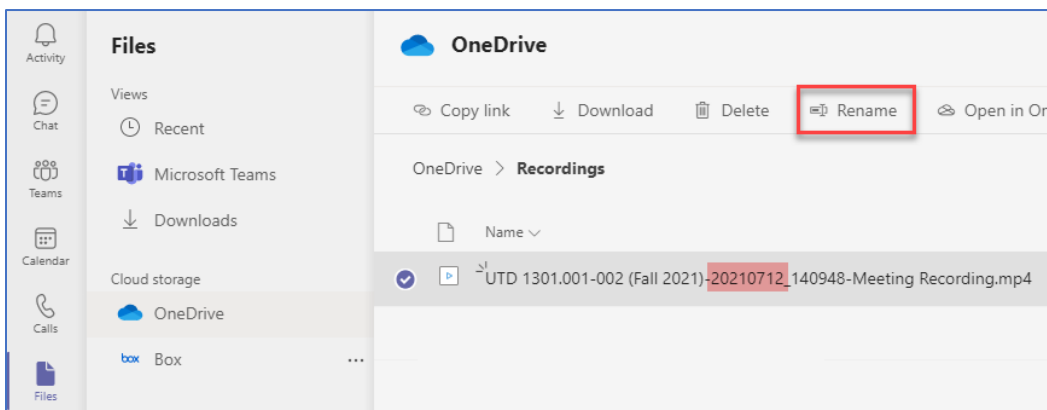 Activity
Chat
Teams
Calendar
Calls
Files
Files
Views
Recent
Microsoft Teams
Downloads
Cloud storage
OneDrive
box Box
OneDrive
Copy link Download Delete Rename Open in On
OneDrive > Recordings
Name
UTD 1301.001-002 (Fall 2021)-20210712_140948-Meeting Recording.mp4